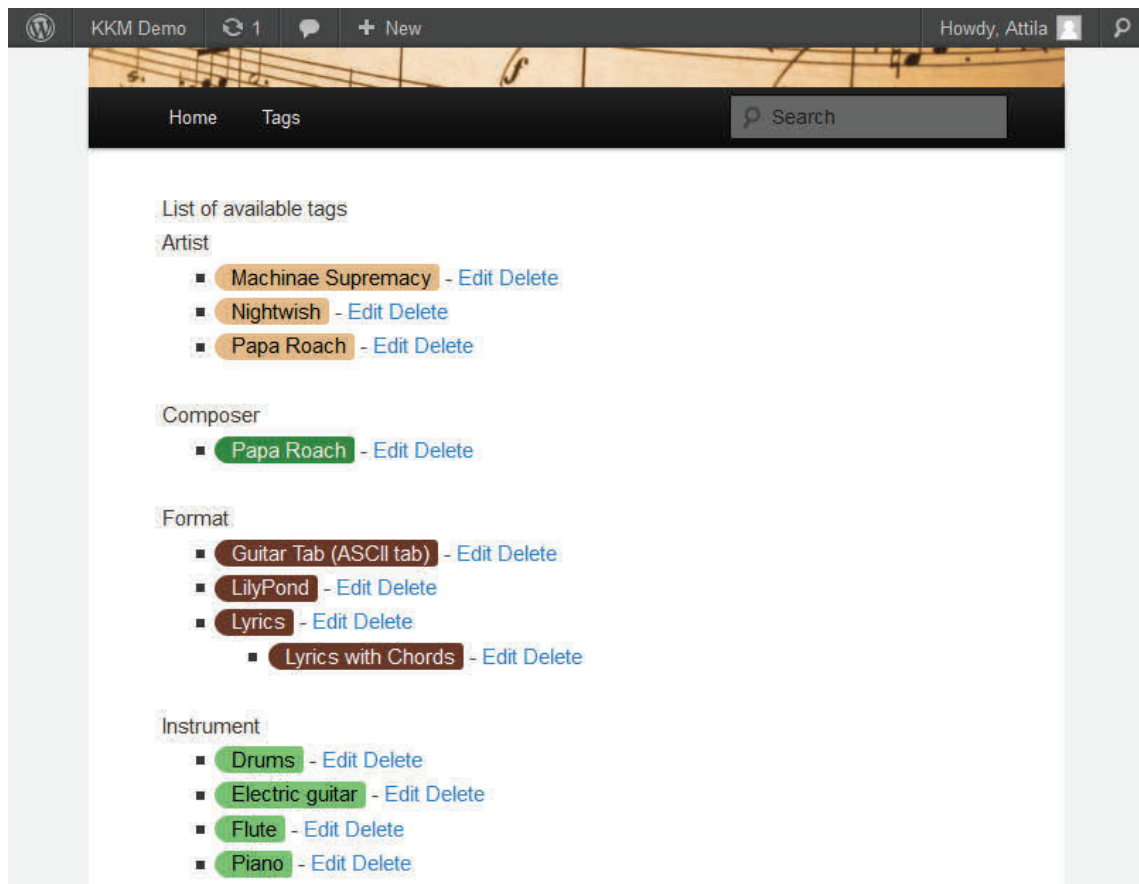 KKM Demo 1 New Howdy, Attila
Home Tags Search
List of available tags
Artist
Machinae Supremacy - Edit Delete
Nightwish - Edit Delete
Papa Roach - Edit Delete
Composer
Papa Roach - Edit Delete
Format
Guitar Tab (ASCII tab) - Edit Delete
LilyPond - Edit Delete
Lyrics - Edit Delete
Lyrics with Chords - Edit Delete
Instrument
Drums - Edit Delete
Electric guitar - Edit Delete
Flute - Edit Delete
Piano - Edit Delete